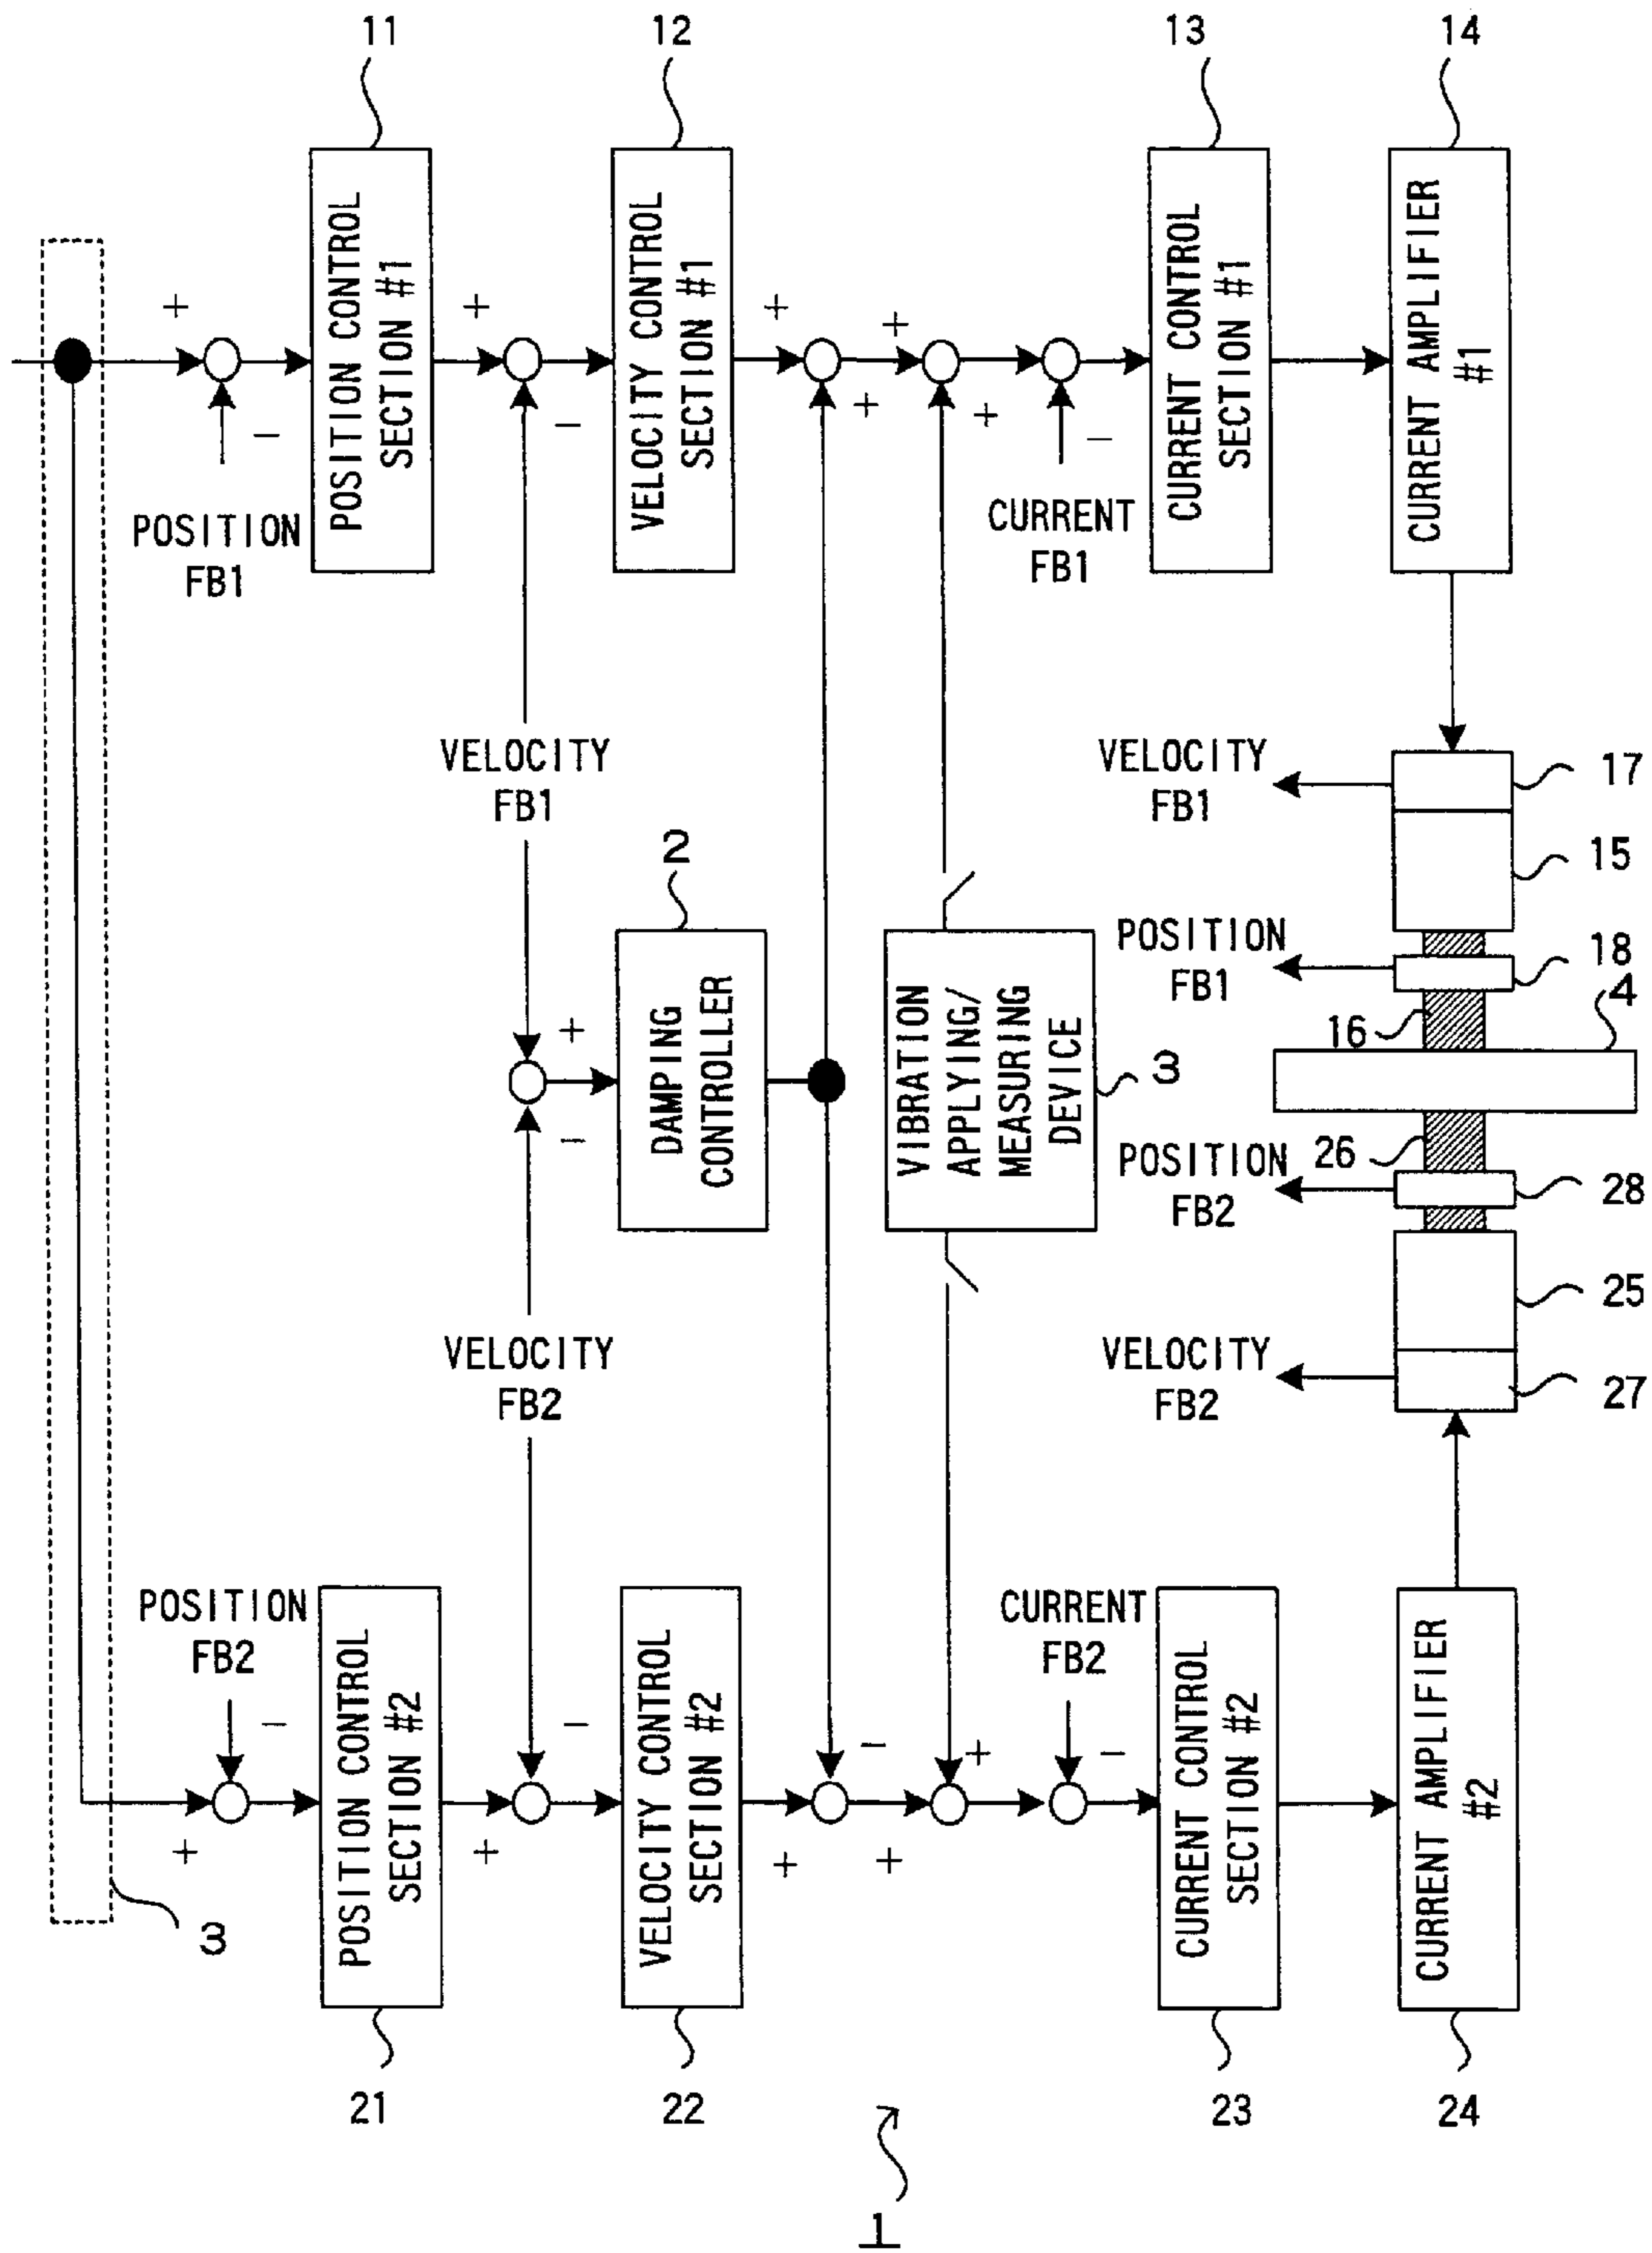 11
12
13
14
POSITION CONTROL
SECTION #1
VELOCITY CONTROL
SECTION #1
CURRENT CONTROL
SECTION #1
CURRENT AMPLIFIER
#1
+
+
+
+
+
+
−
−
−
POSITION
FB1
CURRENT
FB1
VELOCITY
FB1
VELOCITY
FB1
17
15
2
POSITION
FB1
18
4
16
+
−
DAMPING
CONTROLLER
VIBRATION
APPLYING/
MEASURING
DEVICE
3
POSITION
FB2
26
28
25
VELOCITY
FB2
VELOCITY
FB2
27
POSITION
FB2
CURRENT
FB2
−
−
−
+
−
+
+
+
+
POSITION CONTROL
SECTION #2
VELOCITY CONTROL
SECTION #2
CURRENT CONTROL
SECTION #2
CURRENT AMPLIFIER
#2
3
21
22
23
24
1